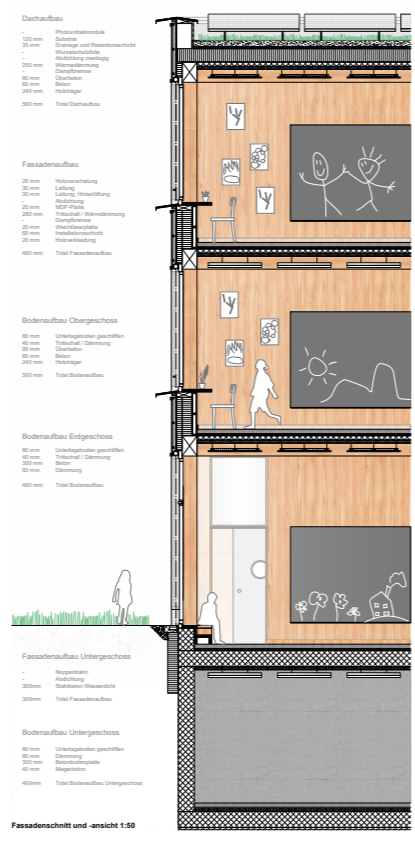 Dachaufbau
- Photovoltaikmodule
120 mm Substrat
35 mm Drainage und Retentionsschicht
- Wurzelschutzfolie
- Abdichtung zweilagig
250 mm Wärmedämmung
- Dampfbremse
80 mm Überbeton
60 mm Beton
240 mm Holzträger
560 mm Total Dachaufbau
Fassadenaufbau
20 mm Holzverschalung
30 mm Lattung
30 mm Lattung, Hinterlüftung
- Abdichtung
20 mm MDF-Platte
280 mm Trittschall / Wärmedämmung
- Dampfbremse
20 mm Weichfaserplatte
60 mm Installationsschicht
20 mm Holzverkleidung
490 mm Total Fassadenaufbau
Bodenaufbau Obergeschoss
80 mm Unterlagsboden geschliffen
40 mm Trittschall / Dämmung
80 mm Überbeton
60 mm Beton
240 mm Holzträger
500 mm Total Bodenaufbau
Bodenaufbau Erdgeschoss
80 mm Unterlagsboden geschliffen
40 mm Trittschall / Dämmung
300 mm Beton
60 mm Dämmung
490 mm Total Bodenaufbau
Fassadenaufbau Untergeschoss
- Noppenbahn
- Abdichtung
300mm Stahlbeton Wasserdicht
300mm Total Fassadenaufbau
Bodenaufbau Untergeschoss
80 mm Unterlagsboden geschliffen
80 mm Dämmung
300 mm Betonbodenplatte
40 mm Magerbeton
400mm Total Bodenaufbau Untergeschoss
Fassadenschnitt und -ansicht 1:50